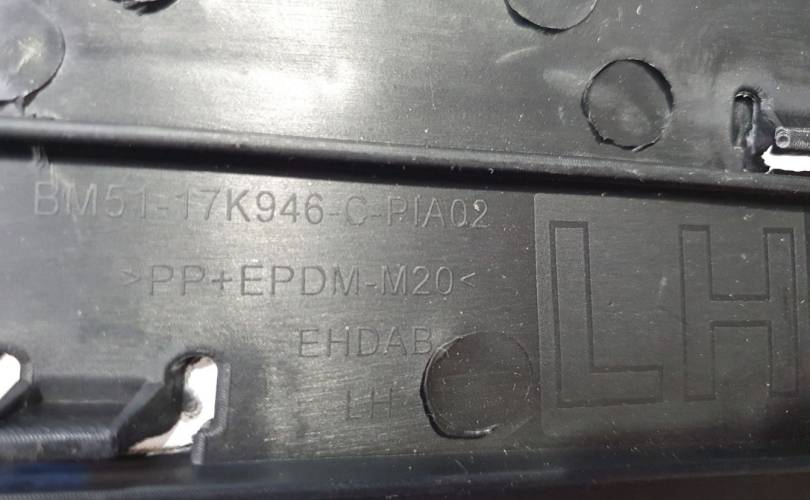 BM51-17K946-C-PIA02
>PP+EPDM-M20<
EHDAB
LH
LH